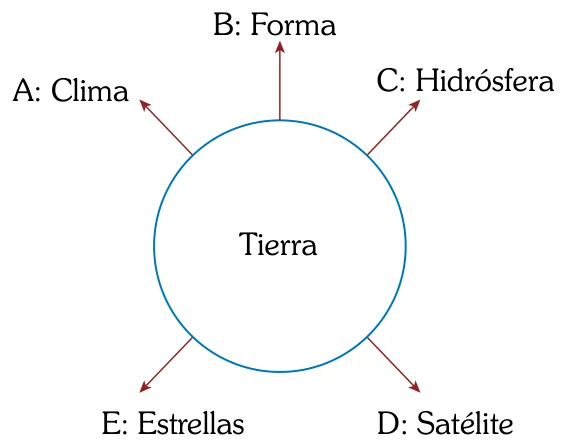 B: Forma
A: Clima
C: Hidrósfera
Tierra
E: Estrellas
D: Satélite